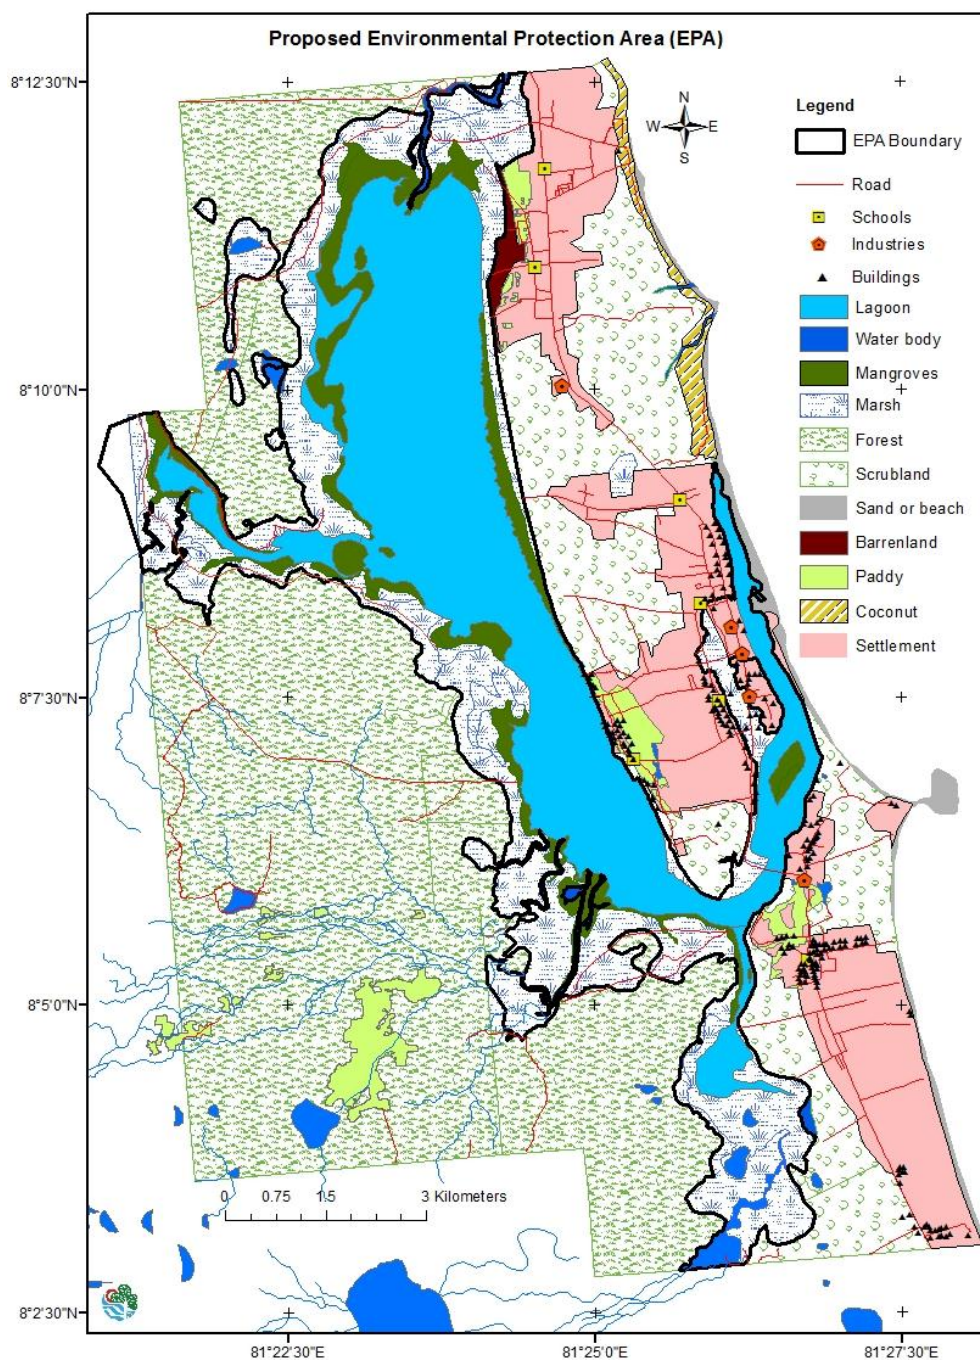 Proposed Environmental Protection Area (EPA)
8°12'30"N
8°10'0"N
8°7'30"N
8°5'0"N
8°2'30"N
N
W E
S
Legend
EPA Boundary
Road
Schools
Industries
Buildings
Lagoon
Water body
Mangroves
Marsh
Forest
Scrubland
Sand or beach
Barrenland
Paddy
Coconut
Settlement
0 0.75 1.5 3 Kilometers
81°22'30"E 81°25'0"E 81°27'30"E